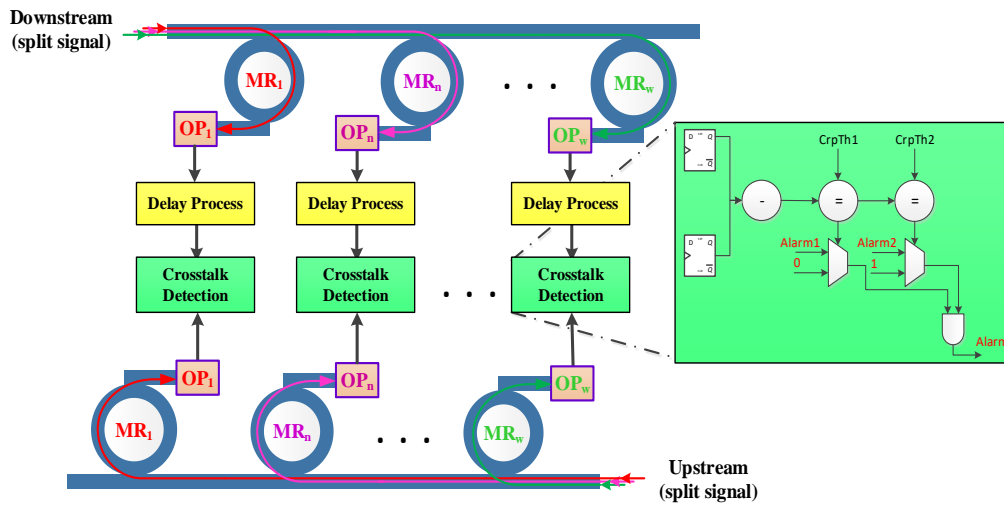 Downstream
(split signal)
MR1
MRn
. . .
MRw
OP1
OPn
OPw
Delay Process
Delay Process
Delay Process
Crosstalk
Detection
Crosstalk
Detection
. . .
Crosstalk
Detection
OP1
OPn
OPw
MR1
MRn
. . .
MRw
Upstream
(split signal)
CrpTh1
CrpTh2
D
Q
Q
D
Q
Q
-
=
=
Alarm1
0
Alarm2
1
Alarm